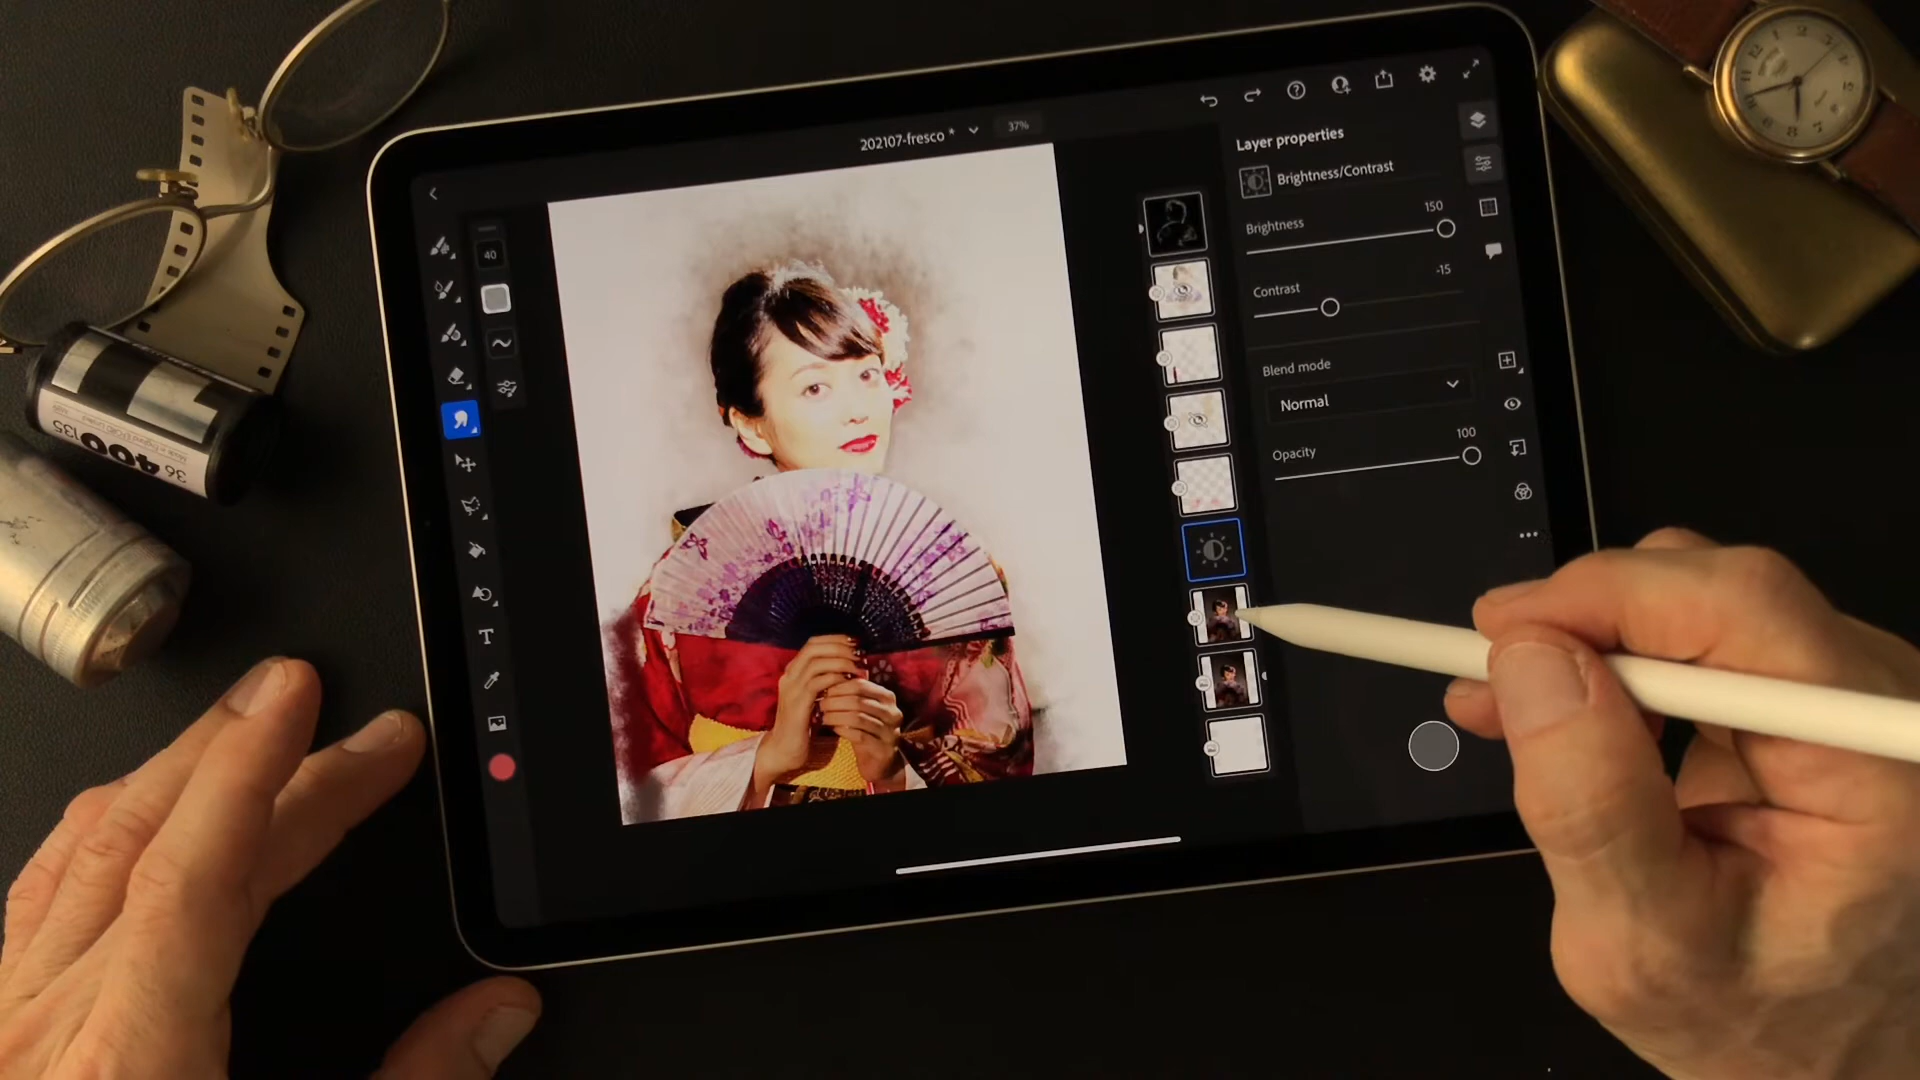 202107-fresco *
37%
40
T
Layer properties
Brightness/Contrast
Brightness
150
Contrast
-15
Blend mode
Normal
Opacity
100
400
36
135